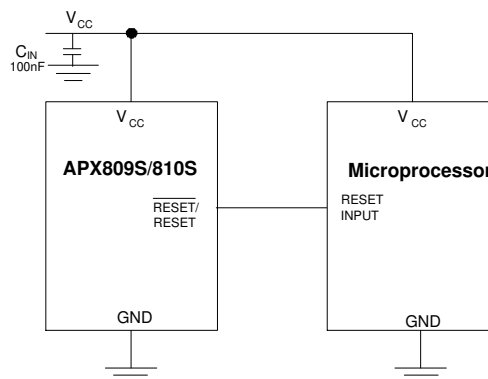 VCC
CIN
100nF
VCC
VCC
APX809S/810S
Microprocessor
RESET/
RESET
RESET
INPUT
GND
GND